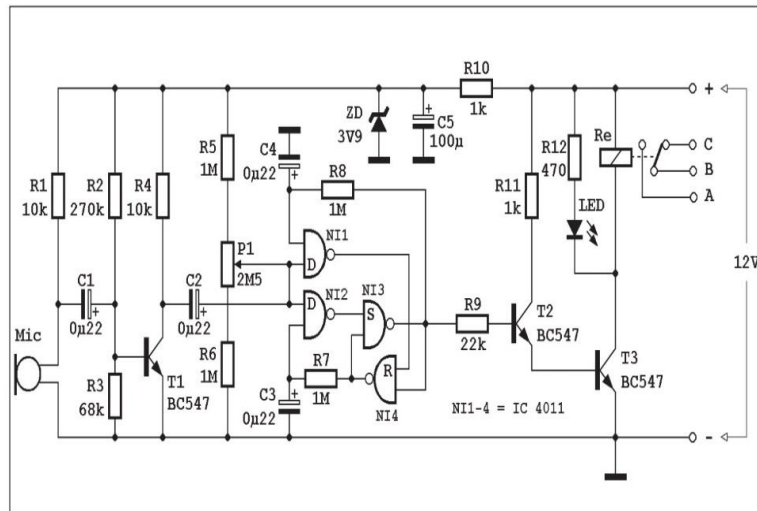 R10
1k
+
ZD
3V9
+
C5
100µ
R5
1M
C4
0µ22
+
R8
1M
R12
470
Re
C
B
A
R1
10k
R2
270k
R4
10k
R11
1k
LED
NI1
D
P1
2M5
C1
0µ22
+
C2
0µ22
+
D
NI2
NI3
S
12V
Mic
R9
22k
T2
BC547
T1
BC547
R6
1M
R7
1M
R
NI4
T3
BC547
R3
68k
C3
0µ22
+
NI1-4 = IC 4011
-